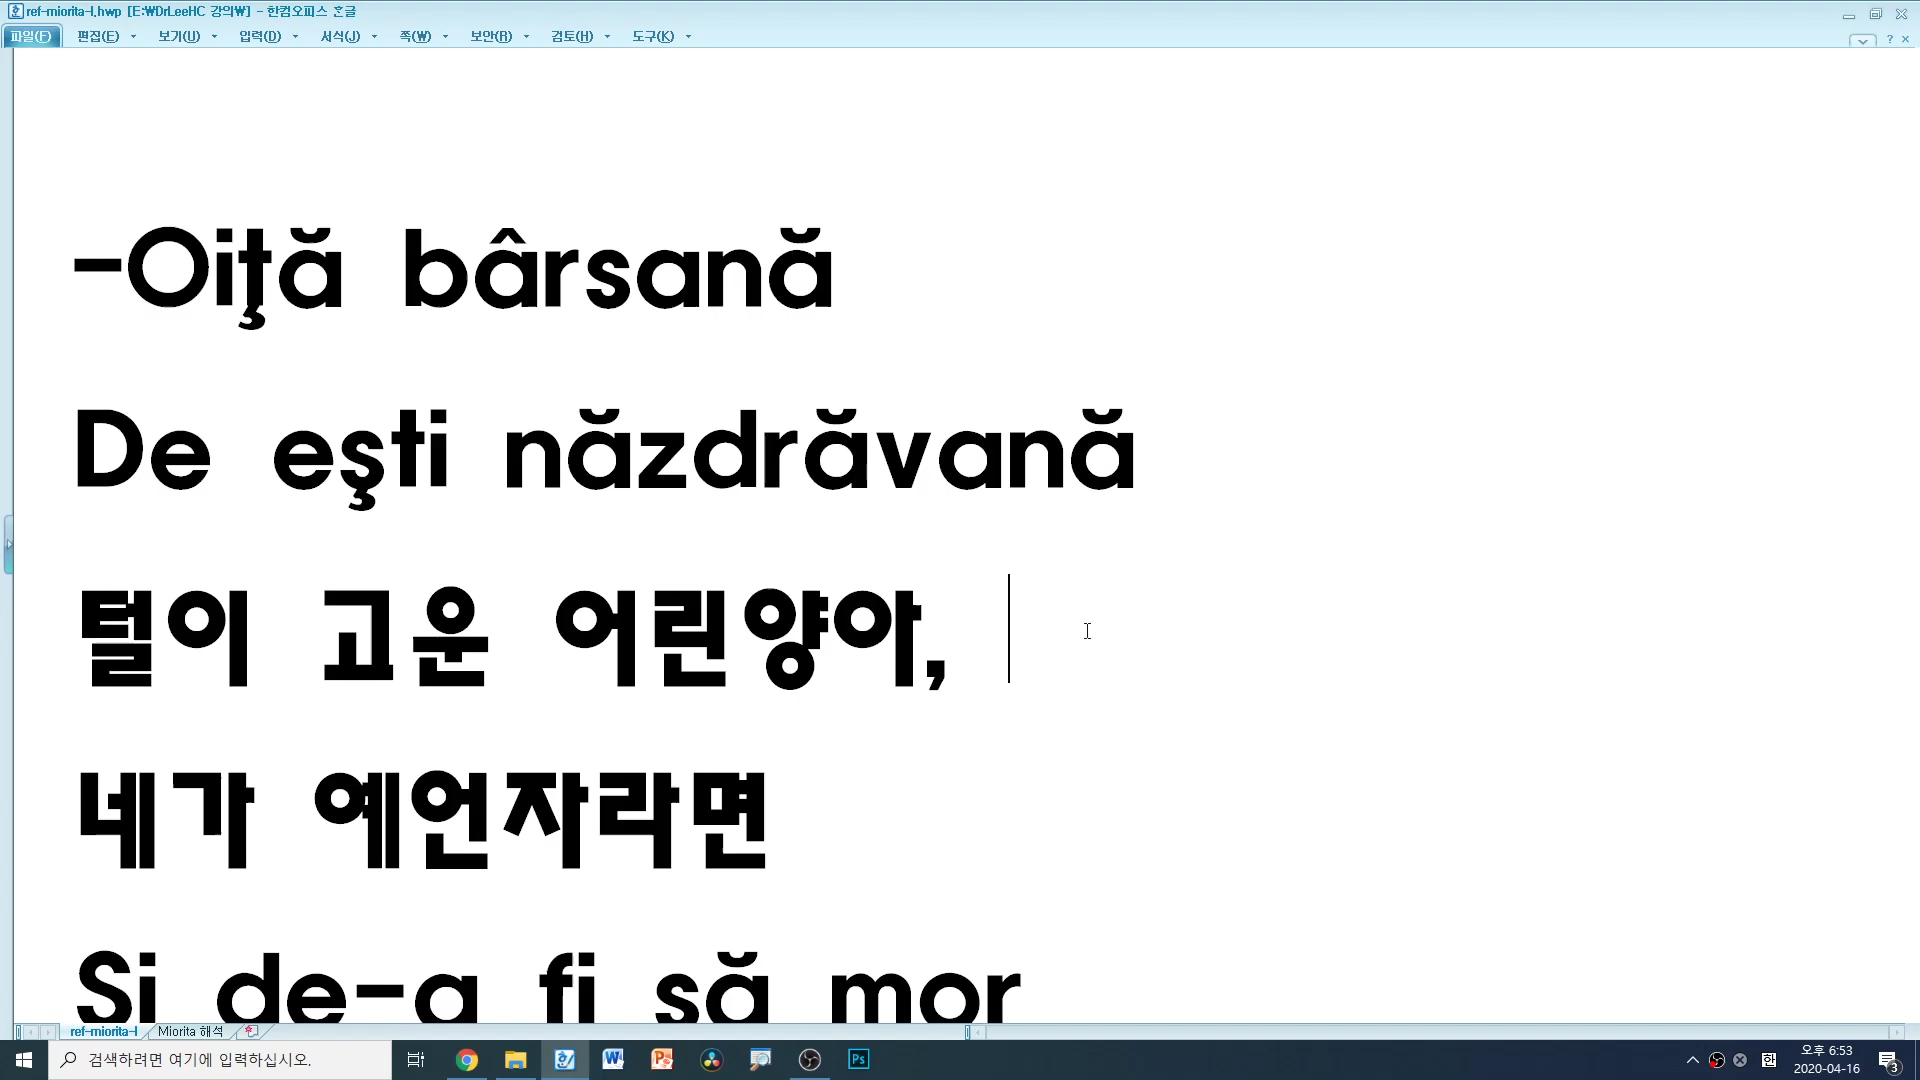 ref-miorita-l.hwp [E:₩DrLeeHC 강의₩] - 한컴오피스 한글
파일(F) 편집(E) 보기(U) 입력(D) 서식(J) 쪽(W) 보안(R) 검토(H) 도구(K)
-Oiţă bârsană
De eşti năzdrăvană
털이 고운 어린양아,
네가 예언자라면
Si de-a fi să mor
ref-miorita-l Miorita 해석
검색하려면 여기에 입력하십시오.
오후 6:53
2020-04-16
한
Ps
3